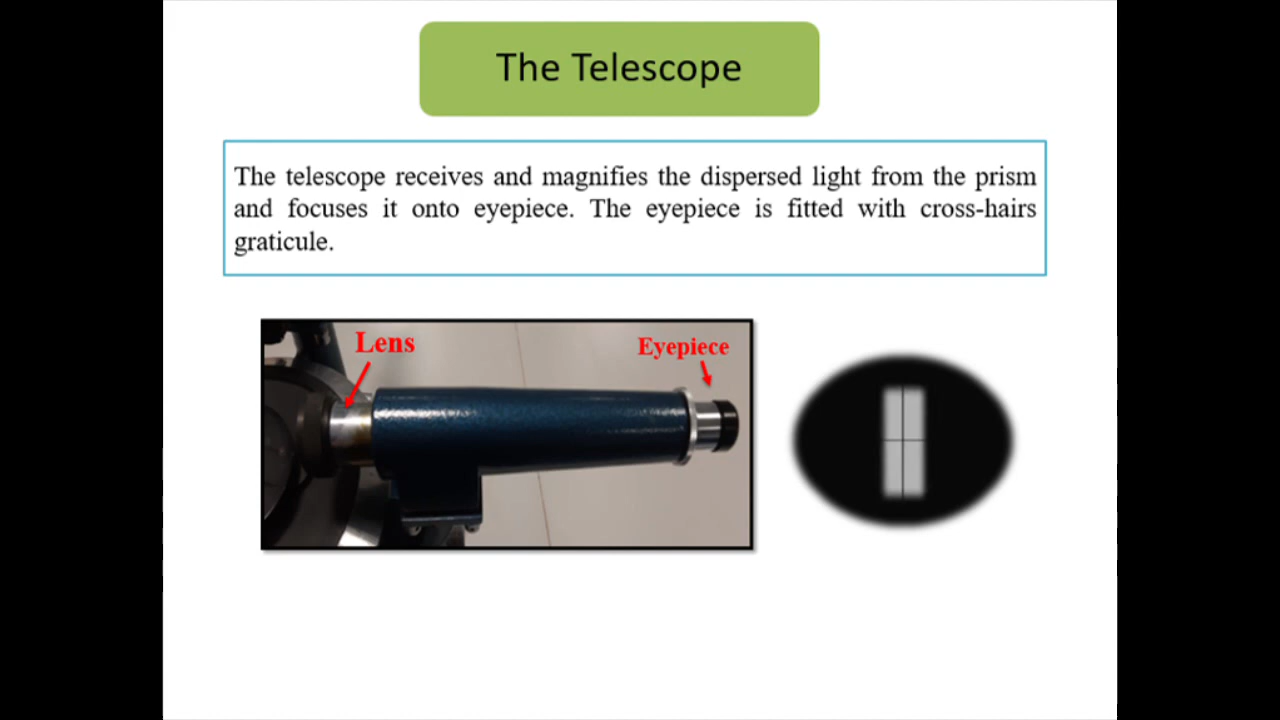 The Telescope
The telescope receives and magnifies the dispersed light from the prism
and focuses it onto eyepiece. The eyepiece is fitted with cross-hairs
graticule.
Lens
Eyepiece